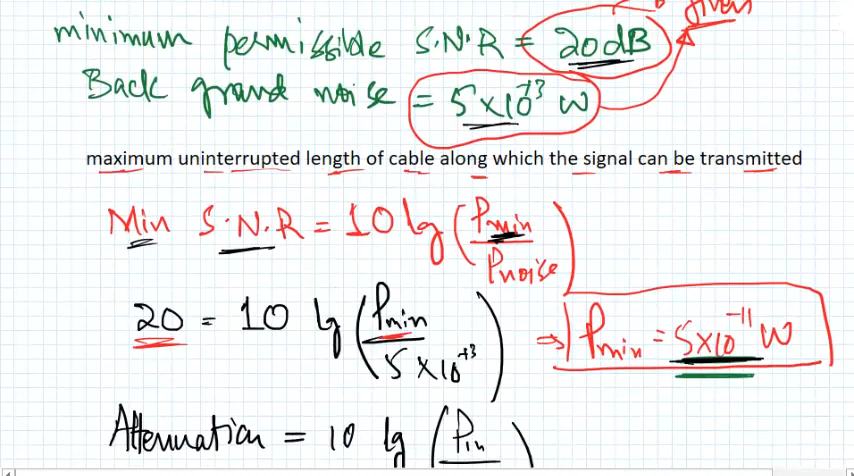 given
minimum permissible S.N.R = 20dB
Back grand noise = 5×10⁻¹³ W
maximum uninterrupted length of cable along which the signal can be transmitted
Min S.N.R = 10 lg (Pmin / Pnoise)
20 = 10 lg (Pmin / 5×10⁻¹³) ⇒ Pmin = 5×10⁻¹¹ W
Attenuation = 10 lg (Pin